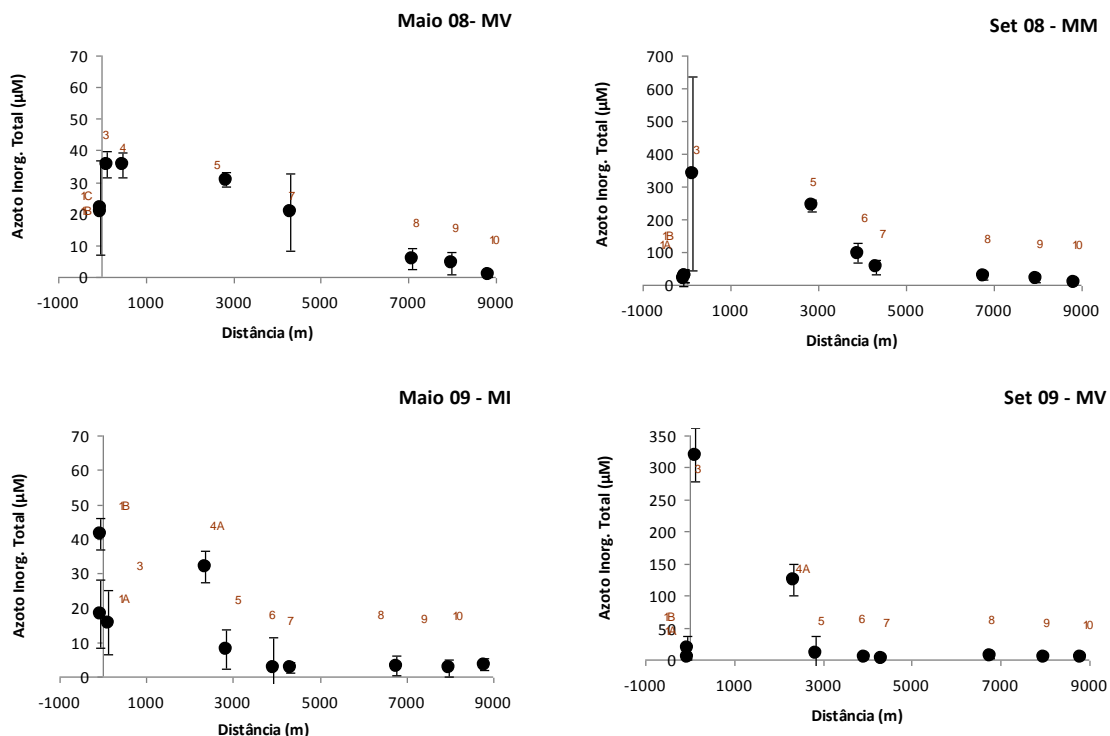 Maio 08- MV
Azoto Inorg. Total (µM)
70
60
50
40
30
20
10
0
3
4
5
1C
1B
7
8
9
10
-1000 1000 3000 5000 7000 9000
Distância (m)
Set 08 - MM
Azoto Inorg. Total (µM)
700
600
500
400
300
200
100
0
3
5
6
7
1B
1A
8
9
10
-1000 1000 3000 5000 7000 9000
Distância (m)
Maio 09 - MI
Azoto Inorg. Total (µM)
70
60
50
40
30
20
10
0
1B
4A
3
1A
5
6
7
8
9
10
-1000 1000 3000 5000 7000 9000
Distância (m)
Set 09 - MV
Azoto Inorg. Total (µM)
350
300
250
200
150
100
50
0
3
4A
1B
1A
5
6
7
8
9
10
-1000 1000 3000 5000 7000 9000
Distância (m)